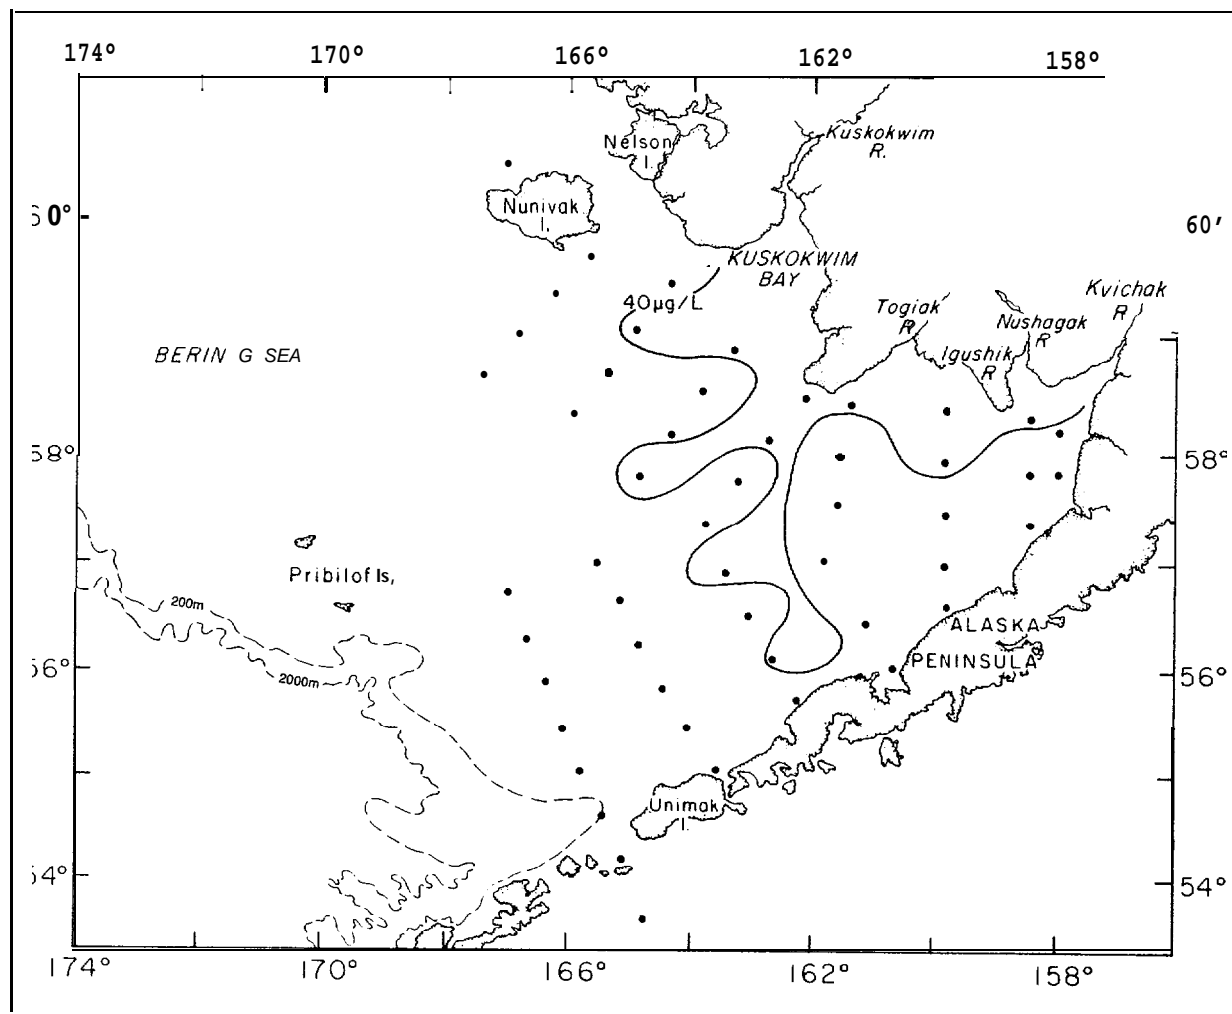 174° 170° 166° 162° 158°
Kuskokwim
R.
Nelson
I.
Nunivak
I.
60° 60'
KUSKOKWIM
BAY
Kvichak
R
40µg/L
Togiak
R
Nushagak
R
Igushik
R
BERIN G SEA
58° 58°
Pribilof Is,
200m
ALASKA
PENINSULA
56° 56°
2000m
Unimak
I.
54° 54°
174° 170° 166° 162° 158°